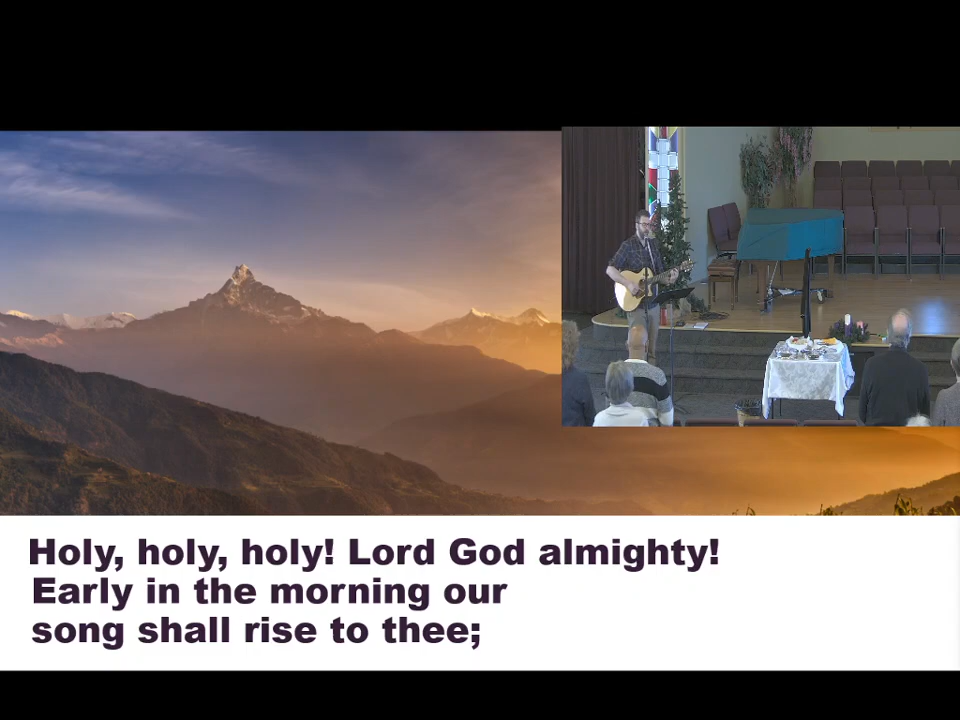 Holy, holy, holy! Lord God almighty!
Early in the morning our
song shall rise to thee;